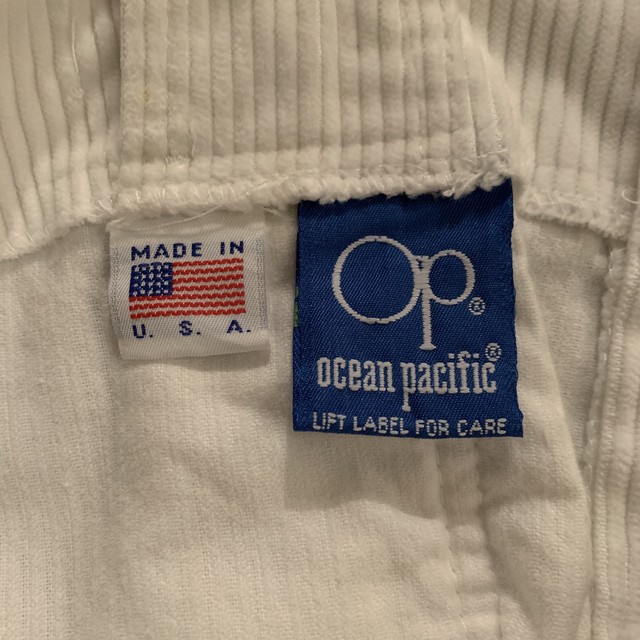 MADE IN
U. S. A.
Op®
ocean pacific®
LIFT LABEL FOR CARE